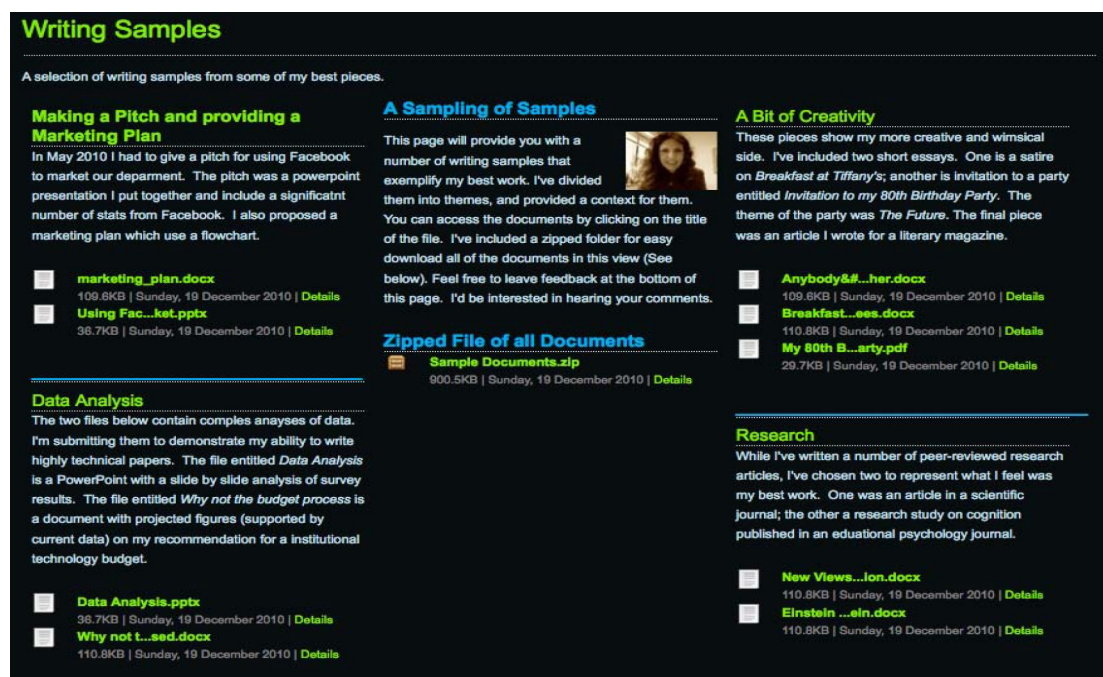 Writing Samples
A selection of writing samples from some of my best pieces.
Making a Pitch and providing a
Marketing Plan
In May 2010 I had to give a pitch for using Facebook
to market our deparment. The pitch was a powerpoint
presentation I put together and include a significatnt
number of stats from Facebook. I also proposed a
marketing plan which use a flowchart.
marketing_plan.docx
109.6KB | Sunday, 19 December 2010 | Details
Using Fac...ket.pptx
36.7KB | Sunday, 19 December 2010 | Details
Data Analysis
The two files below contain comples anayses of data.
I'm submitting them to demonstrate my ability to write
highly technical papers. The file entitled Data Analysis
is a PowerPoint with a slide by slide analysis of survey
results. The file entitled Why not the budget process is
a document with projected figures (supported by
current data) on my recommendation for a institutional
technology budget.
Data Analysis.pptx
36.7KB | Sunday, 19 December 2010 | Details
Why not t...sed.docx
110.8KB | Sunday, 19 December 2010 | Details
A Sampling of Samples
This page will provide you with a
number of writing samples that
exemplify my best work. I've divided
them into themes, and provided a context for them.
You can access the documents by clicking on the title
of the file. I've included a zipped folder for easy
download all of the documents in this view (See
below). Feel free to leave feedback at the bottom of
this page. I'd be interested in hearing your comments.
Zipped File of all Documents
Sample Documents.zip
900.5KB | Sunday, 19 December 2010 | Details
A Bit of Creativity
These pieces show my more creative and wimsical
side. I've included two short essays. One is a satire
on Breakfast at Tiffany's; another is invitation to a party
entitled Invitation to my 80th Birthday Party. The
theme of the party was The Future. The final piece
was an article I wrote for a literary magazine.
Anybody&#...her.docx
109.6KB | Sunday, 19 December 2010 | Details
Breakfast...ees.docx
110.8KB | Sunday, 19 December 2010 | Details
My 80th B...arty.pdf
29.7KB | Sunday, 19 December 2010 | Details
Research
While I've written a number of peer-reviewed research
articles, I've chosen two to represent what I feel was
my best work. One was an article in a scientific
journal; the other a research study on cognition
published in an eduational psychology journal.
New Views...ion.docx
110.8KB | Sunday, 19 December 2010 | Details
Einstein ...ein.docx
110.8KB | Sunday, 19 December 2010 | Details